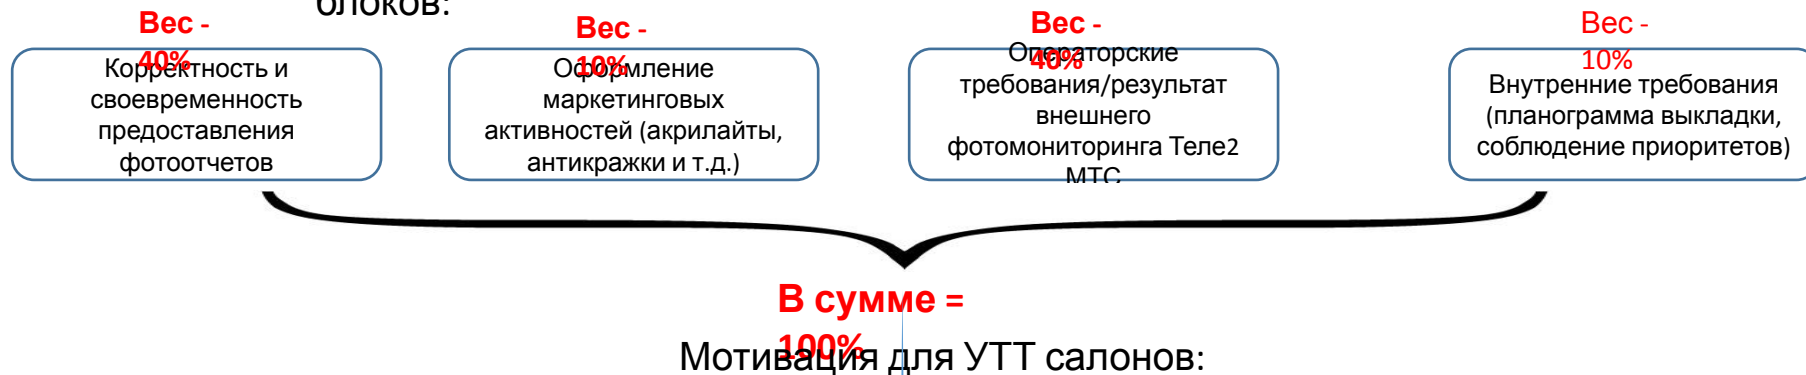 блоков:
Вес -
40%
Корректность и
своевременность
предоставления
фотоотчетов
Вес -
10%
Оформление
маркетинговых
активностей (акрилайты,
антикражки и т.д.)
Вес -
40%
Операторские
требования/результат
внешнего
фотомониторинга Теле2
МТС
Вес -
10%
Внутренние требования
(планограмма выкладки,
соблюдение приоритетов)
В сумме =
100%
Мотивация для УТТ салонов: